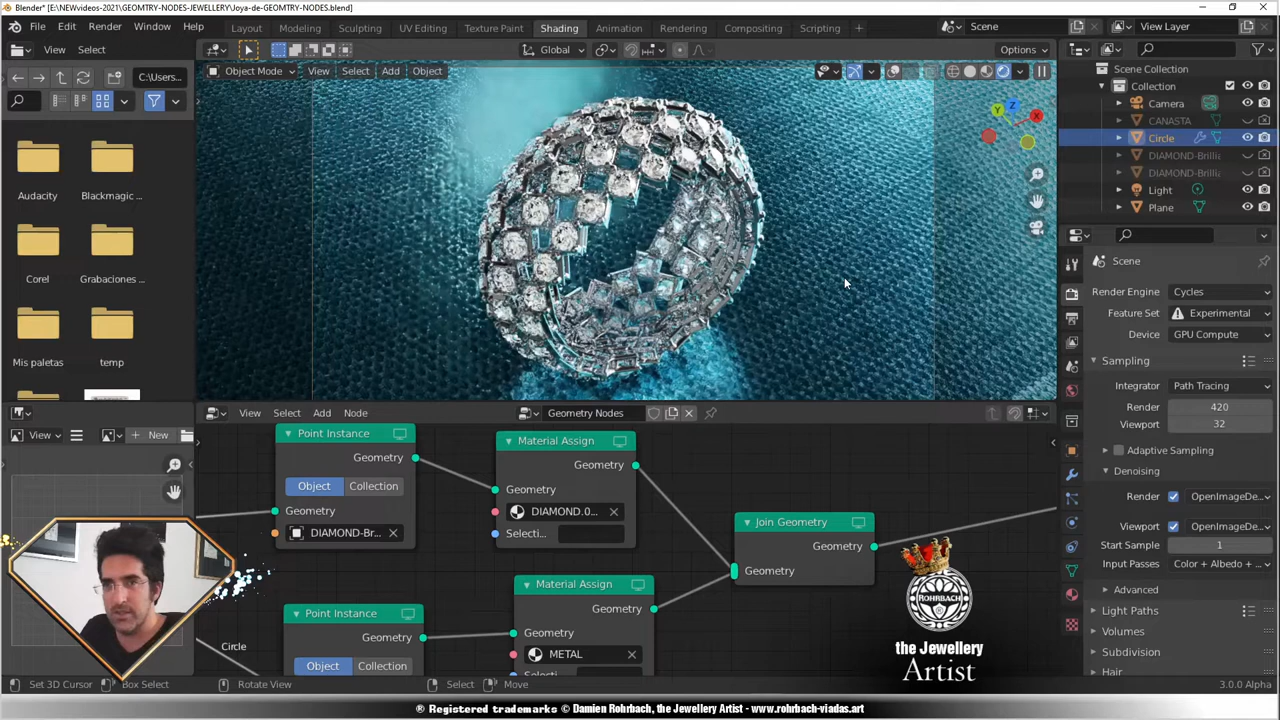 Blender* [E:\NEWvideos-2021\GEOMTRY-NODES-JEWELLERY\Joya-de-GEOMTRY-NODES.blend]
File Edit Render Window Help
Layout Modeling Sculpting UV Editing Texture Paint Shading Animation Rendering Compositing Scripting +
Scene
View Layer
View Select
Global
Options
C:\Users...
Object Mode View Select Add Object
Audacity
Blackmagic ...
Corel
Grabaciones ...
Mis paletas
temp
Y Z X
Scene Collection
Collection
Camera
CANASTA
Circle
DIAMOND-Brilli
DIAMOND-Brilli
Light
Plane
Scene
Render Engine Cycles
Feature Set Experimental
Device GPU Compute
Sampling
Integrator Path Tracing
Render 420
Viewport 32
Adaptive Sampling
Denoising
Render OpenImageDe...
Viewport OpenImageDe...
Start Sample 1
Input Passes Color + Albedo + ...
Advanced
Light Paths
Volumes
Subdivision
Hair
View
New
View Select Add Node
Geometry Nodes
Point Instance
Geometry
Object Collection
Geometry
DIAMOND-Br...
Material Assign
Geometry
Geometry
DIAMOND.0...
Selecti...
Join Geometry
Geometry
Geometry
Point Instance
Geometry
Object Collection
Material Assign
Geometry
Geometry
METAL
Circle
ROHRBACH
the Jewellery
Artist
Set 3D Cursor
Box Select
Rotate View
Select
Move
3.0.0 Alpha
® Registered trademarks © Damien Rohrbach, the Jewellery Artist - www.rohrbach-viadas.art